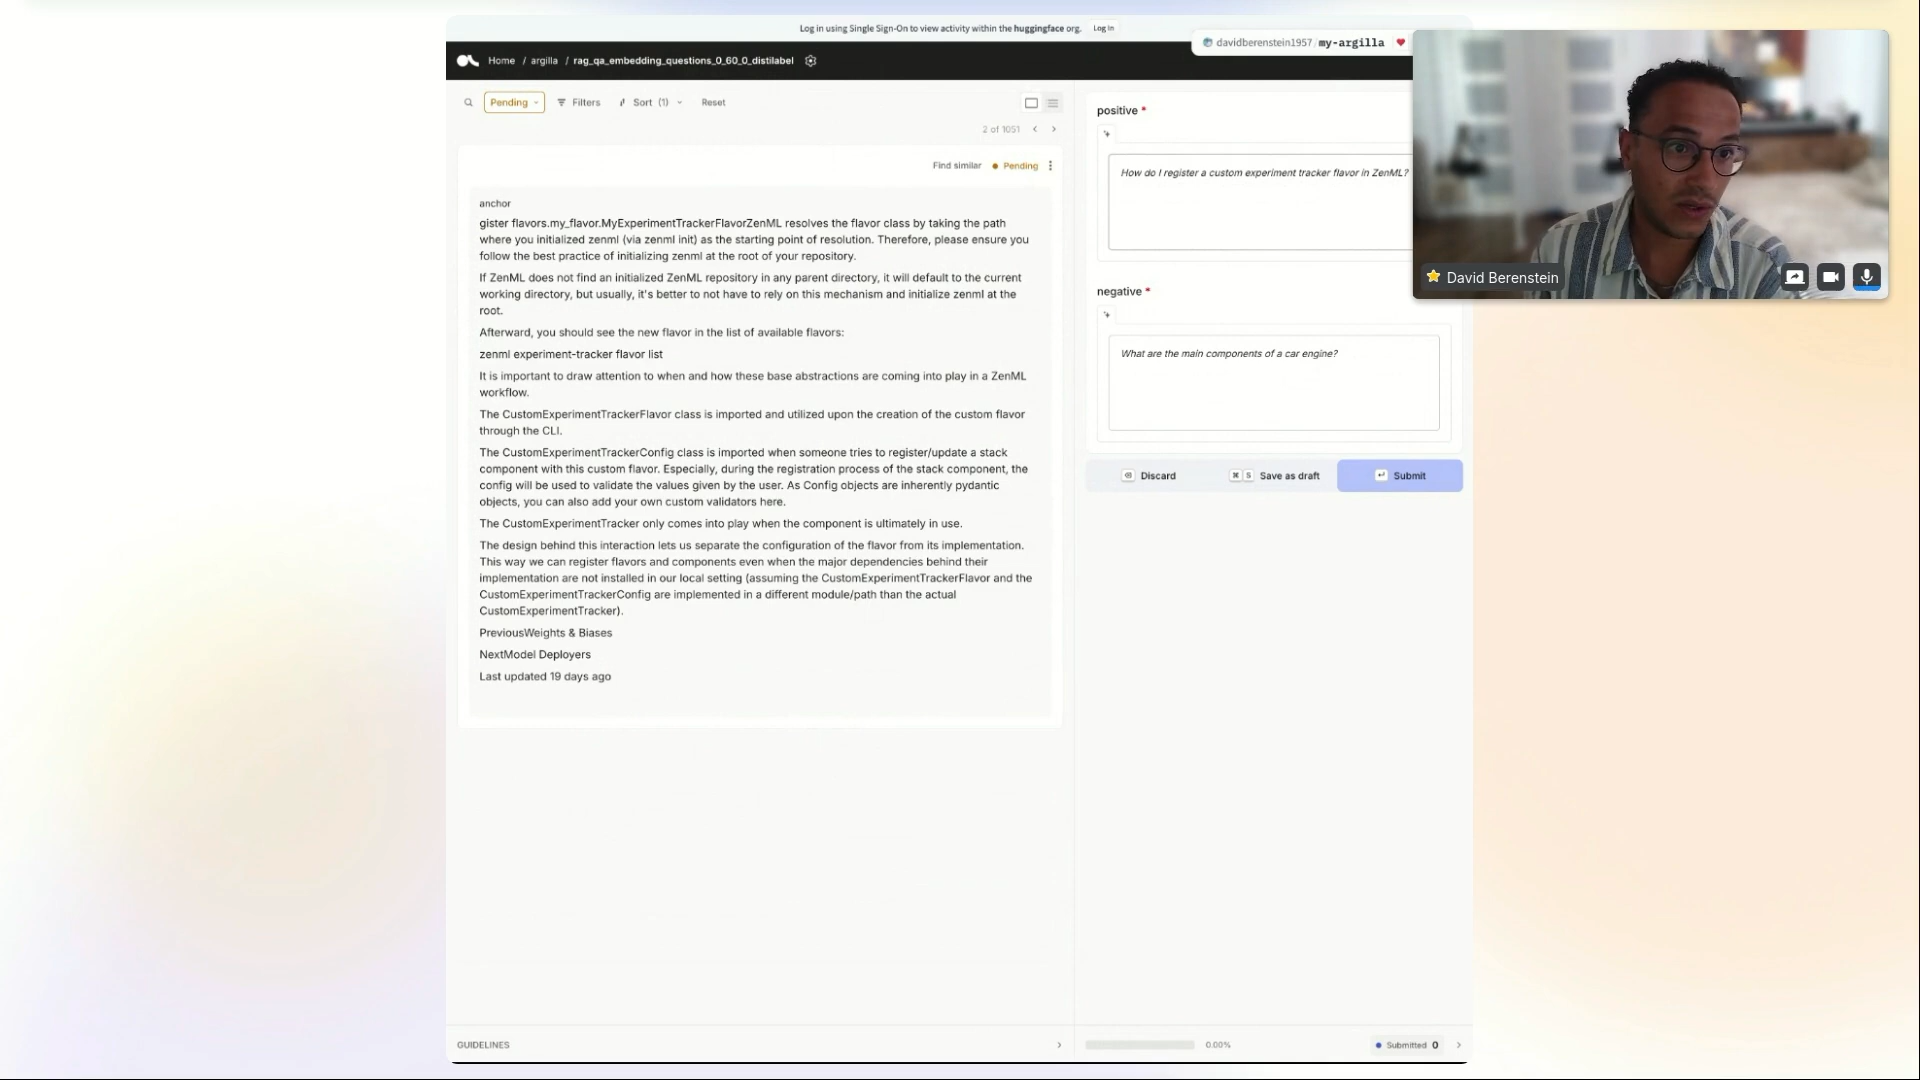 Log in using Single Sign-On to view activity within the huggingface org. Log In
davidberenstein1957 / my-argilla
Home / argilla / rag_qa_embedding_questions_0_60_0_distilabel
Pending Filters Sort (1) Reset
2 of 1051
Find similar Pending
anchor
gister flavors.my_flavor.MyExperimentTrackerFlavorZenML resolves the flavor class by taking the path
where you initialized zenml (via zenml init) as the starting point of resolution. Therefore, please ensure you
follow the best practice of initializing zenml at the root of your repository.
If ZenML does not find an initialized ZenML repository in any parent directory, it will default to the current
working directory, but usually, it's better to not have to rely on this mechanism and initialize zenml at the
root.
Afterward, you should see the new flavor in the list of available flavors:
zenml experiment-tracker flavor list
It is important to draw attention to when and how these base abstractions are coming into play in a ZenML
workflow.
The CustomExperimentTrackerFlavor class is imported and utilized upon the creation of the custom flavor
through the CLI.
The CustomExperimentTrackerConfig class is imported when someone tries to register/update a stack
component with this custom flavor. Especially, during the registration process of the stack component, the
config will be used to validate the values given by the user. As Config objects are inherently pydantic
objects, you can also add your own custom validators here.
The CustomExperimentTracker only comes into play when the component is ultimately in use.
The design behind this interaction lets us separate the configuration of the flavor from its implementation.
This way we can register flavors and components even when the major dependencies behind their
implementation are not installed in our local setting (assuming the CustomExperimentTrackerFlavor and the
CustomExperimentTrackerConfig are implemented in a different module/path than the actual
CustomExperimentTracker).
PreviousWeights & Biases
NextModel Deployers
Last updated 19 days ago
positive *
How do I register a custom experiment tracker flavor in ZenML?
negative *
What are the main components of a car engine?
Discard ⌘ S Save as draft Submit
David Berenstein
GUIDELINES
0.00% Submitted 0